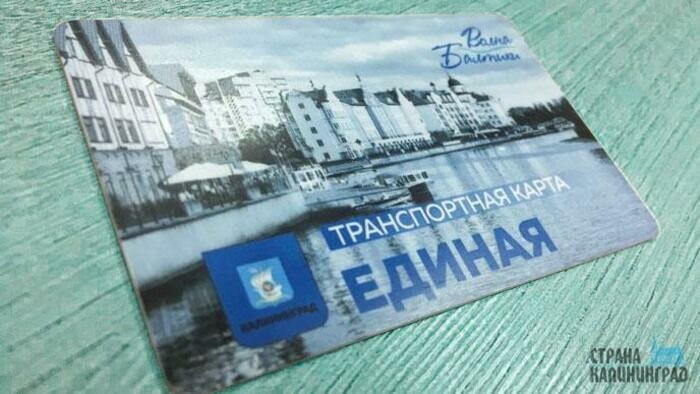 Волна
Балтики
ТРАНСПОРТНАЯ КАРТА
ЕДИНАЯ
КАЛИНИНГРАД
СТРАНА
КАЛИНИНГРАД